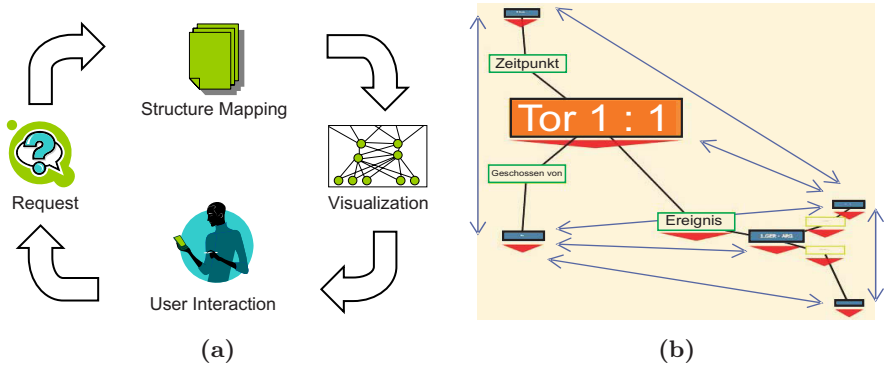 Structure Mapping
Request
Visualization
User Interaction
(a)
Zeitpunkt
Tor 1 : 1
Geschossen von
Ereignis
(b)